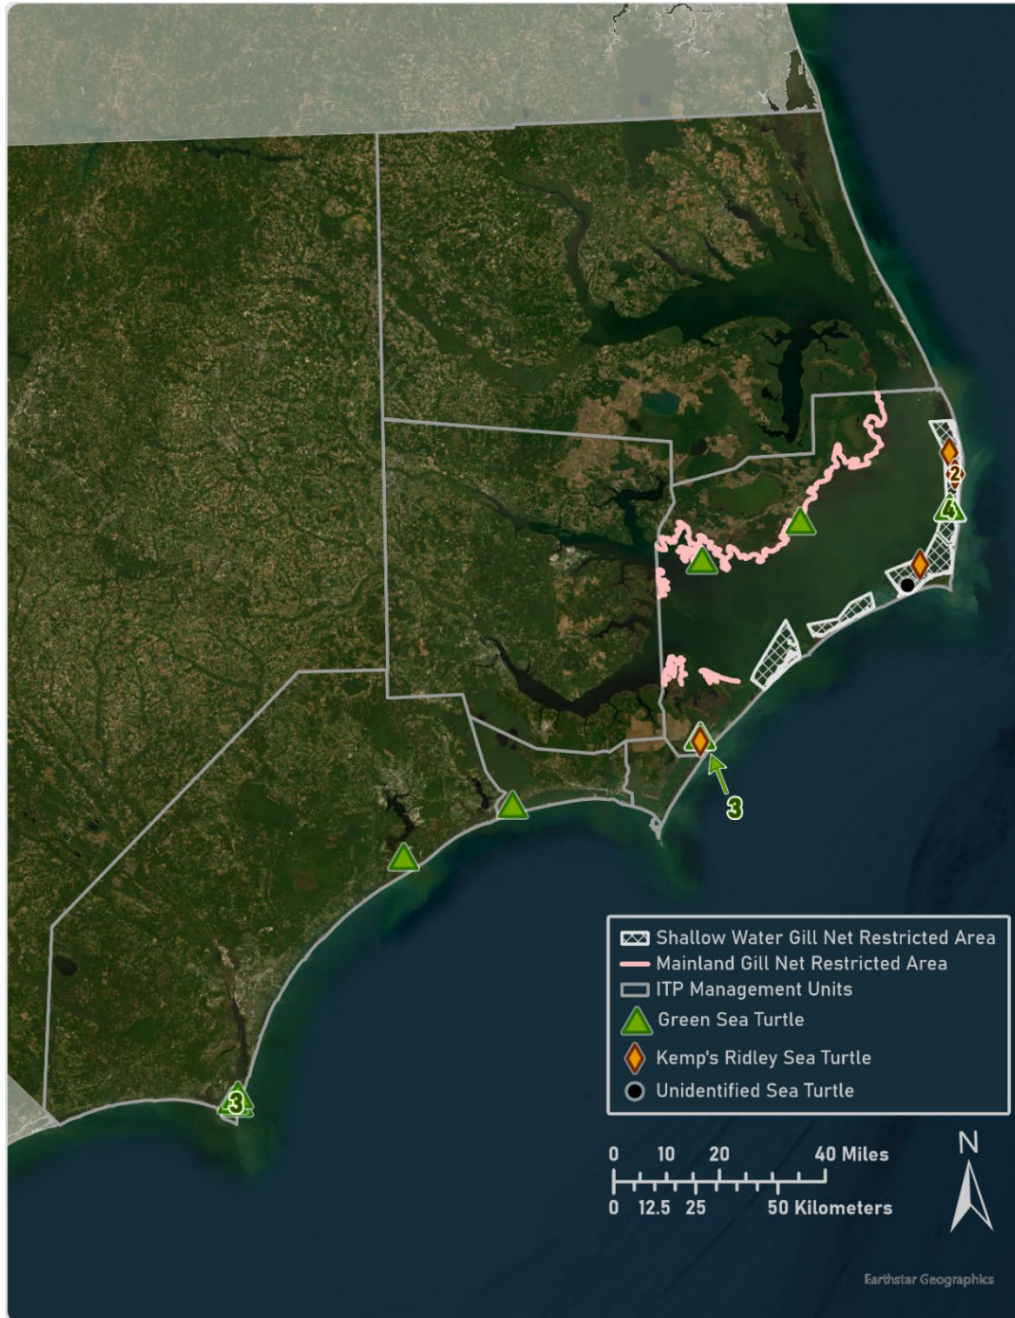 2
4
3
3
Shallow Water Gill Net Restricted Area
Mainland Gill Net Restricted Area
ITP Management Units
Green Sea Turtle
Kemp's Ridley Sea Turtle
Unidentified Sea Turtle
0 10 20 40 Miles
0 12.5 25 50 Kilometers
N
Earthstar Geographics